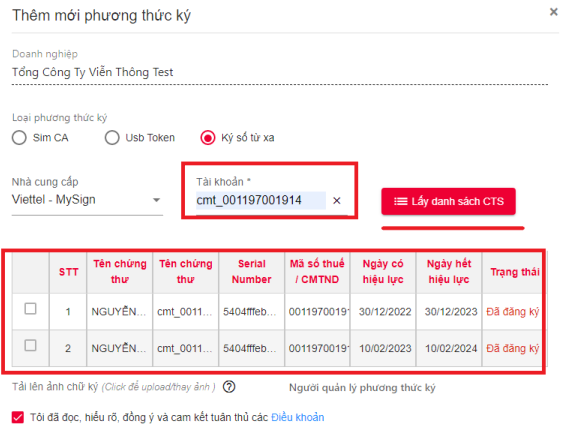 Thêm mới phương thức ký ×
Doanh nghiệp
Tổng Công Ty Viễn Thông Test
Loại phương thức ký
Sim CA Usb Token Ký số từ xa
Nhà cung cấp Tài khoản *
Viettel - MySign cmt_001197001914 × Lấy danh sách CTS
STT Tên chứng thư Tên chứng thư Serial Number Mã số thuế / CMTND Ngày có hiệu lực Ngày hết hiệu lực Trạng thái
1 NGUYỄN... cmt_0011... 5404fffeb... 0011970019 30/12/2022 30/12/2023 Đã đăng ký
2 NGUYỄN... cmt_0011... 5404fffeb... 0011970019 10/02/2023 10/02/2024 Đã đăng ký
Tải lên ảnh chữ ký (Click để upload/thay ảnh) ? Người quản lý phương thức ký
Tôi đã đọc, hiểu rõ, đồng ý và cam kết tuân thủ các Điều khoản